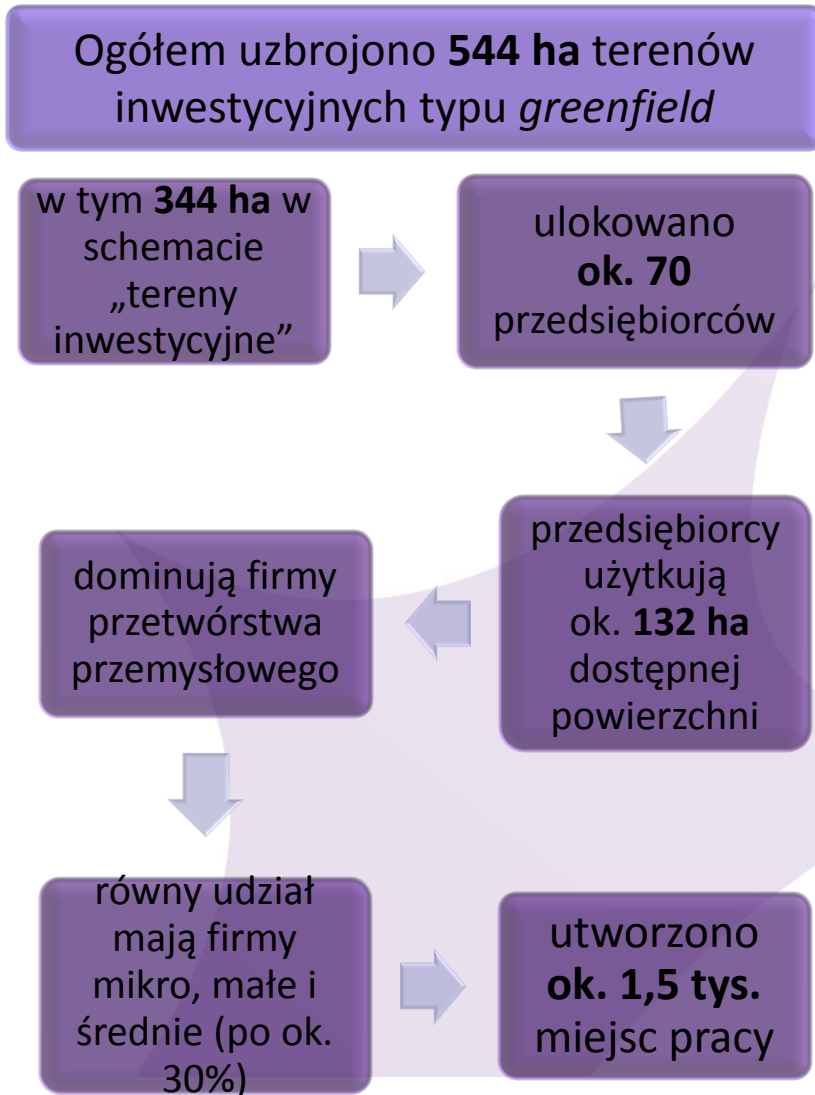 Ogółem uzbrojono 544 ha terenów
inwestycyjnych typu greenfield
w tym 344 ha w
schemacie
„tereny
inwestycyjne”
ulokowano
ok. 70
przedsiębiorców
przedsiębiorcy
użytkują
ok. 132 ha
dostępnej
powierzchni
dominują firmy
przetwórstwa
przemysłowego
równy udział
mają firmy
mikro, małe i
średnie (po ok.
30%)
utworzono
ok. 1,5 tys.
miejsc pracy